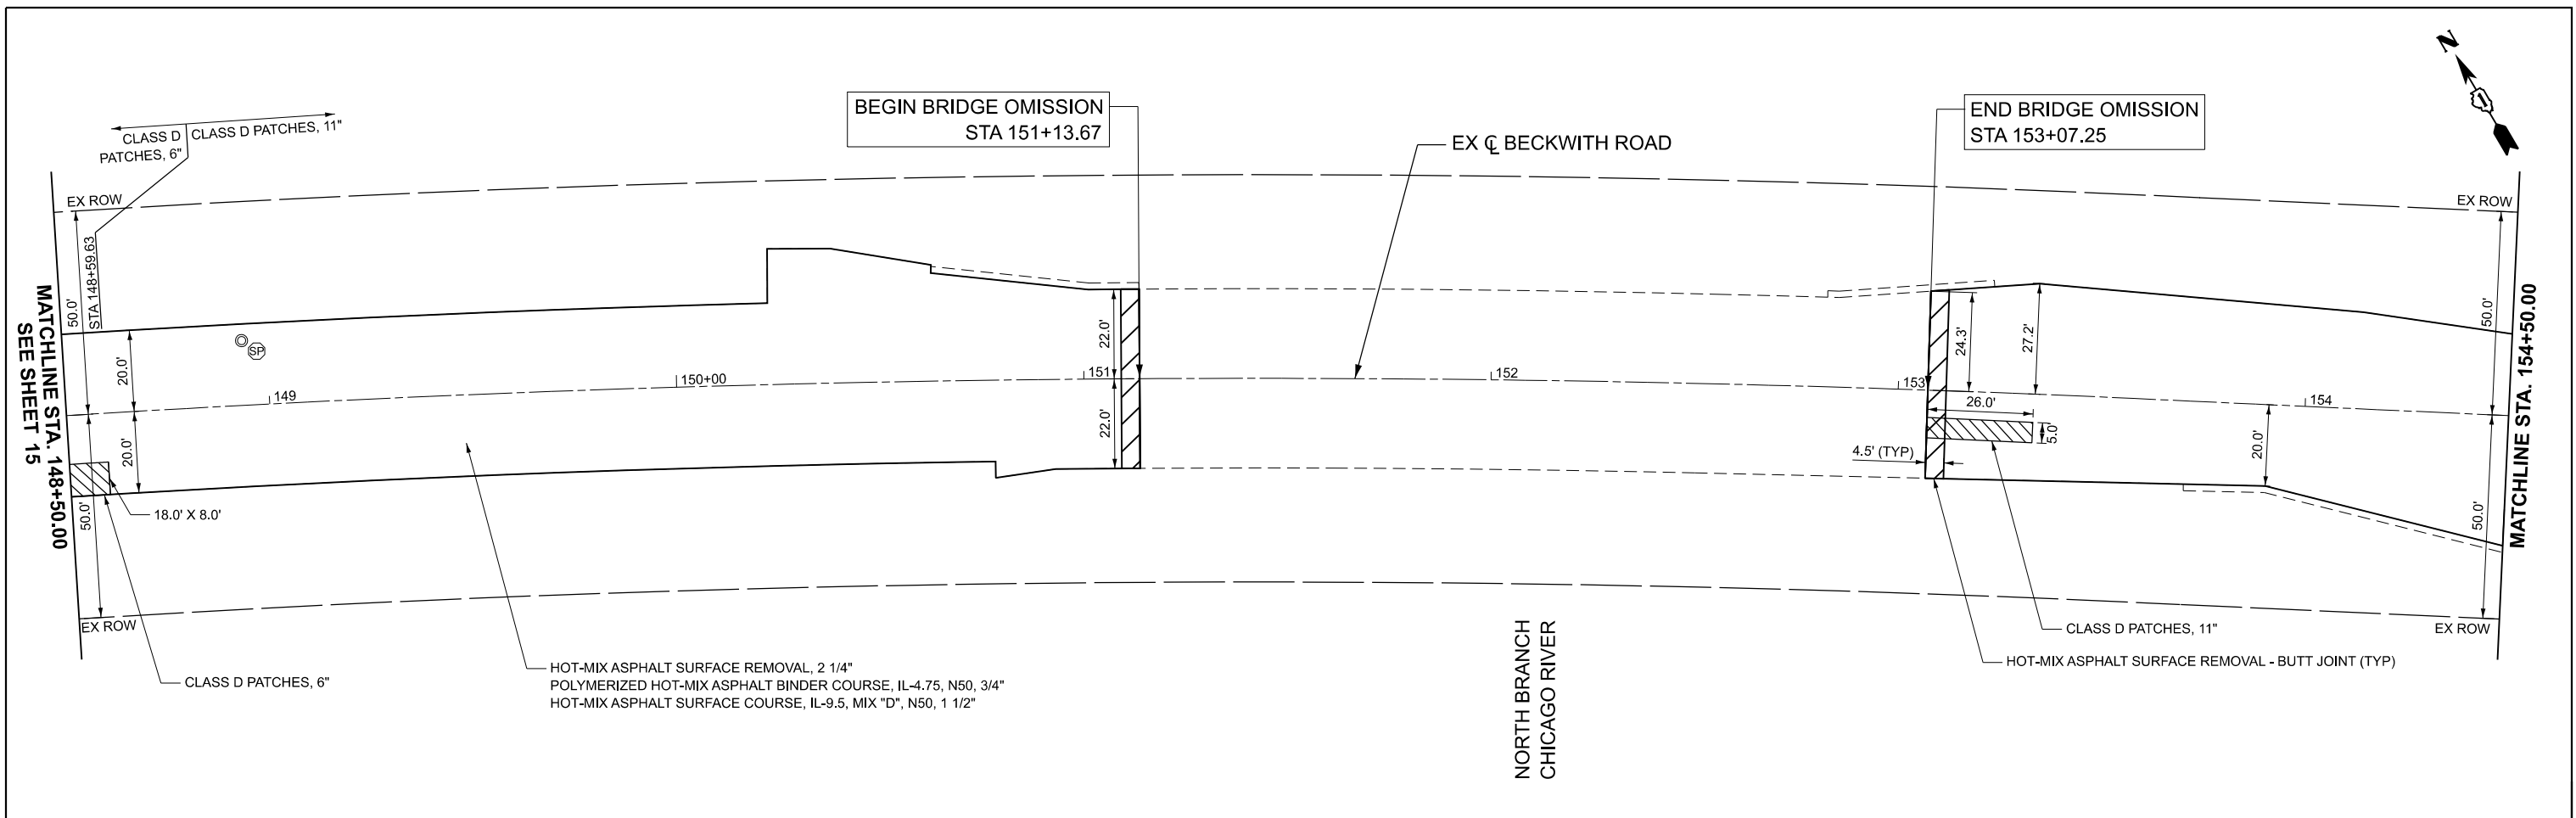 CLASS D
PATCHES, 6"
CLASS D PATCHES, 11"
BEGIN BRIDGE OMISSION
STA 151+13.67
EX ℄ BECKWITH ROAD
END BRIDGE OMISSION
STA 153+07.25
N
EX ROW
EX ROW
50.0'
STA 148+59.63
MATCHLINE STA. 148+50.00
SEE SHEET 15
20.0'
20.0'
50.0'
SP
149
150+00
151
152
153
154
22.0'
22.0'
24.3'
27.2'
26.0'
5.0'
4.5' (TYP)
20.0'
50.0'
50.0'
MATCHLINE STA. 154+50.00
18.0' X 8.0'
EX ROW
EX ROW
CLASS D PATCHES, 6"
HOT-MIX ASPHALT SURFACE REMOVAL, 2 1/4"
POLYMERIZED HOT-MIX ASPHALT BINDER COURSE, IL-4.75, N50, 3/4"
HOT-MIX ASPHALT SURFACE COURSE, IL-9.5, MIX "D", N50, 1 1/2"
NORTH BRANCH
CHICAGO RIVER
CLASS D PATCHES, 11"
HOT-MIX ASPHALT SURFACE REMOVAL - BUTT JOINT (TYP)